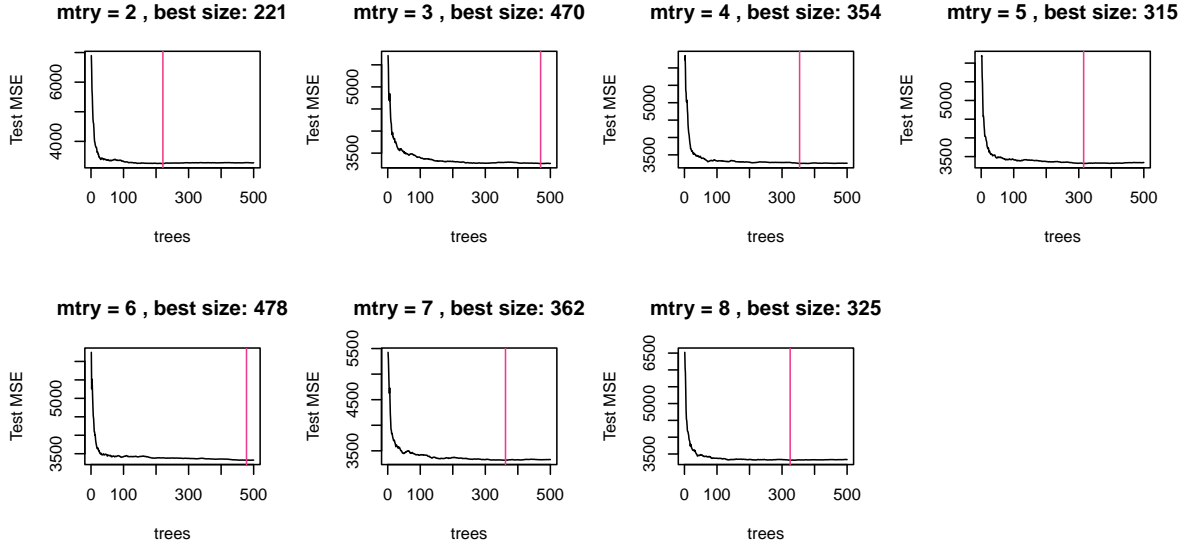 mtry = 2 , best size: 221
Test MSE
4000
6000
0
100
300
500
trees
mtry = 3 , best size: 470
Test MSE
3500
5000
0
100
300
500
trees
mtry = 4 , best size: 354
Test MSE
3500
5000
0
100
300
500
trees
mtry = 5 , best size: 315
Test MSE
3500
5000
0
100
300
500
trees
mtry = 6 , best size: 478
Test MSE
3500
5000
0
100
300
500
trees
mtry = 7 , best size: 362
Test MSE
3500
4500
5500
0
100
300
500
trees
mtry = 8 , best size: 325
Test MSE
3500
5000
6500
0
100
300
500
trees